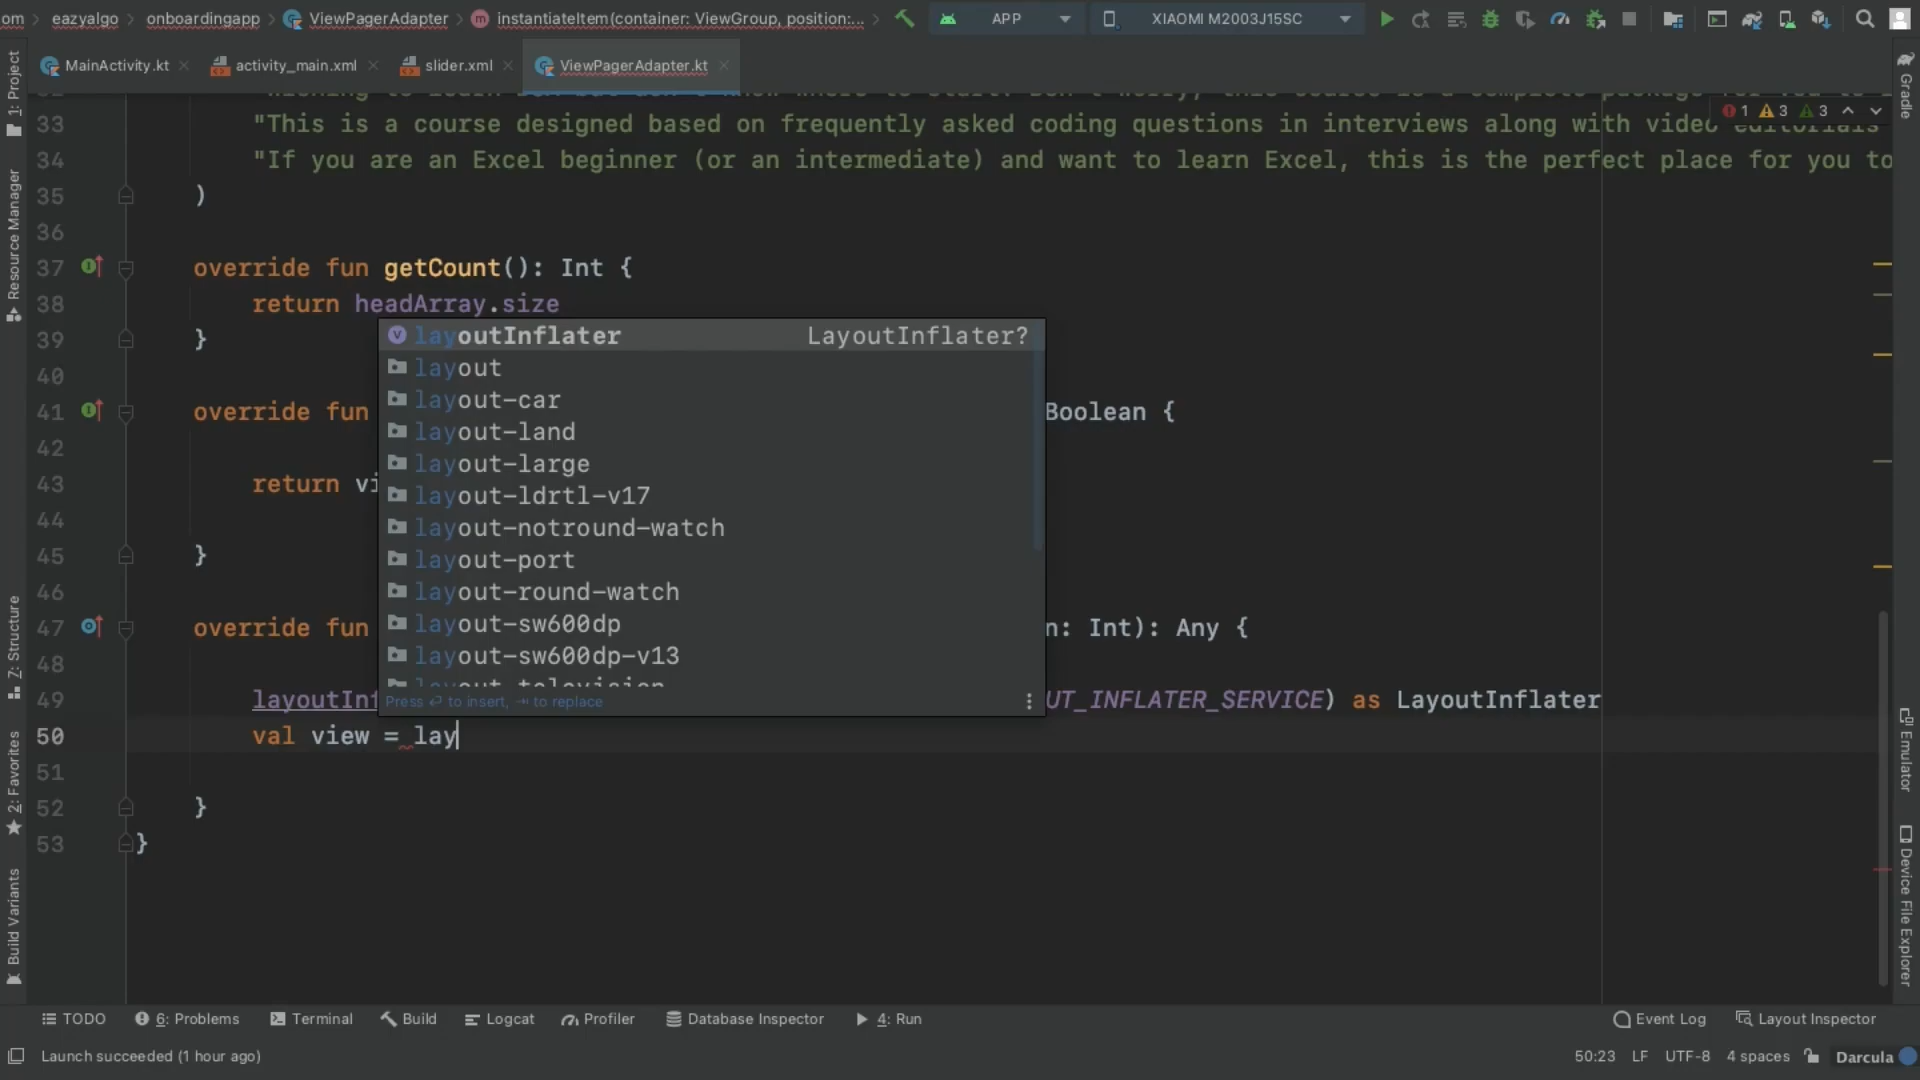 om eazyalgo onboardingapp ViewPagerAdapter instantiateItem(container: ViewGroup, position:... APP XIAOMI M2003J15SC
MainActivity.kt activity_main.xml slider.xml ViewPagerAdapter.kt
1 3 3
33 "This is a course designed based on frequently asked coding questions in interviews along with video editorials
34 "If you are an Excel beginner (or an intermediate) and want to learn Excel, this is the perfect place for you to
35 )
36
37 override fun getCount(): Int {
38 return headArray.size
39 }
40
41 override fun Boolean {
42
43 return vi
44
45 }
46
47 override fun n: Int): Any {
48
49 layoutInf UT_INFLATER_SERVICE) as LayoutInflater
50 val view = lay
51
52 }
53 }
layoutInflater LayoutInflater?
layout
layout-car
layout-land
layout-large
layout-ldrtl-v17
layout-notround-watch
layout-port
layout-round-watch
layout-sw600dp
layout-sw600dp-v13
layout-television
Press ↩ to insert, ⇥ to replace
1: Project
Resource Manager
7: Structure
2: Favorites
Build Variants
Gradle
Emulator
Device File Explorer
TODO 6: Problems Terminal Build Logcat Profiler Database Inspector 4: Run Event Log Layout Inspector
Launch succeeded (1 hour ago) 50:23 LF UTF-8 4 spaces Darcula